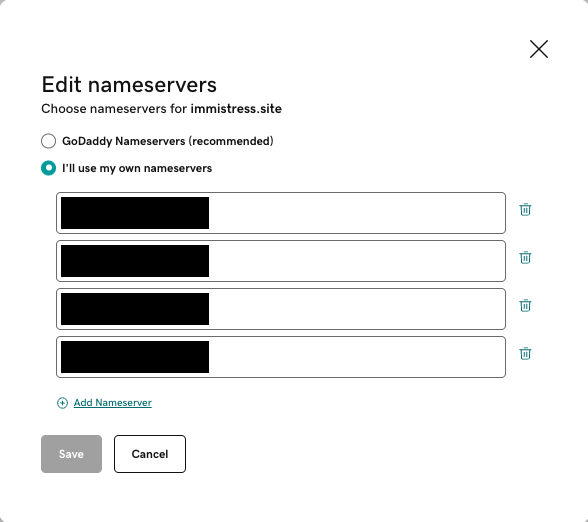 Edit nameservers
Choose nameservers for immistress.site
GoDaddy Nameservers (recommended)
I'll use my own nameservers
Add Nameserver
Save
Cancel